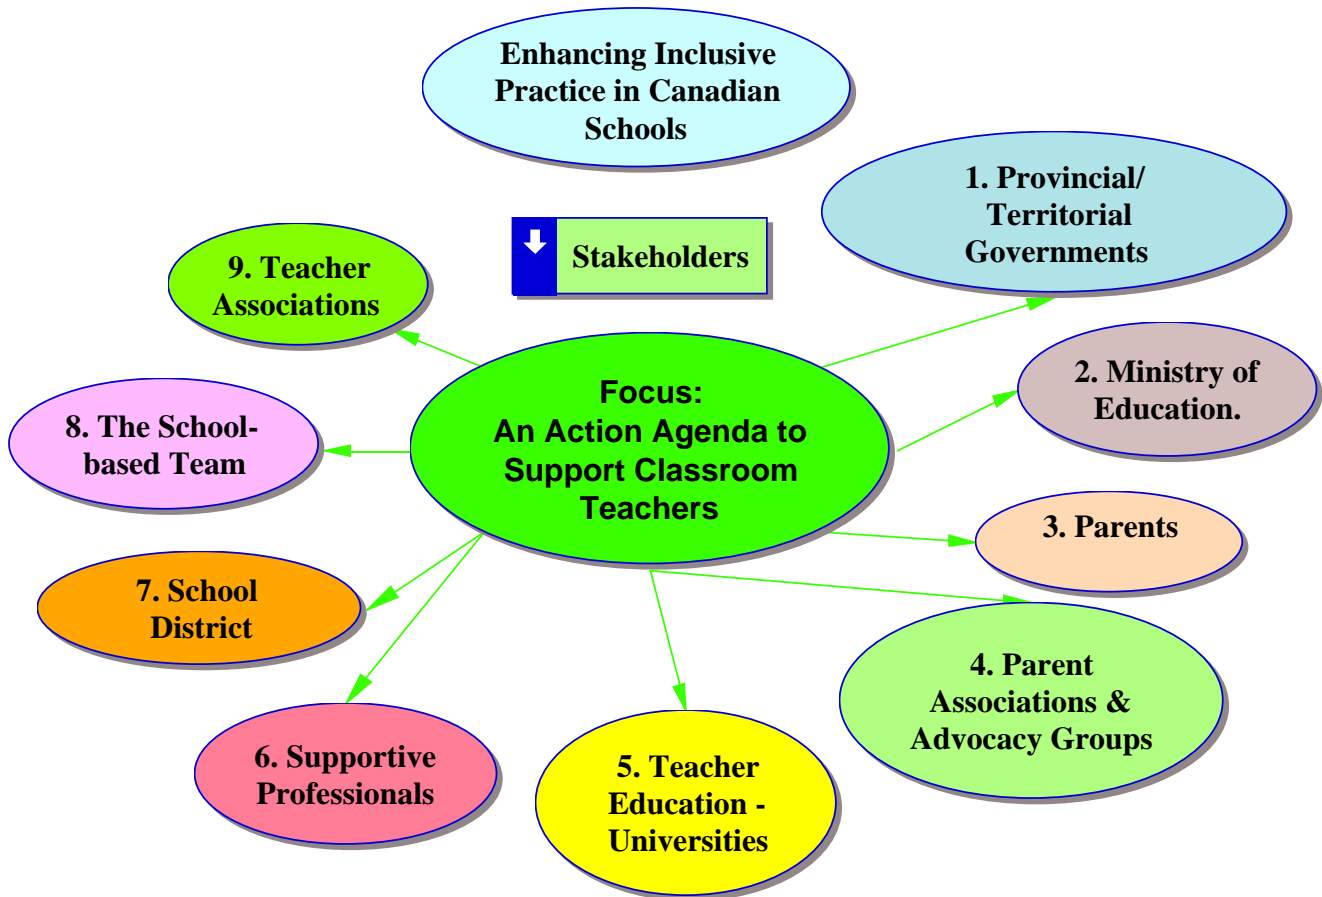 Enhancing Inclusive
Practice in Canadian
Schools
Stakeholders
Focus:
An Action Agenda to
Support Classroom
Teachers
1. Provincial/
Territorial
Governments
2. Ministry of
Education.
3. Parents
4. Parent
Associations &
Advocacy Groups
5. Teacher
Education -
Universities
6. Supportive
Professionals
7. School
District
8. The School-
based Team
9. Teacher
Associations